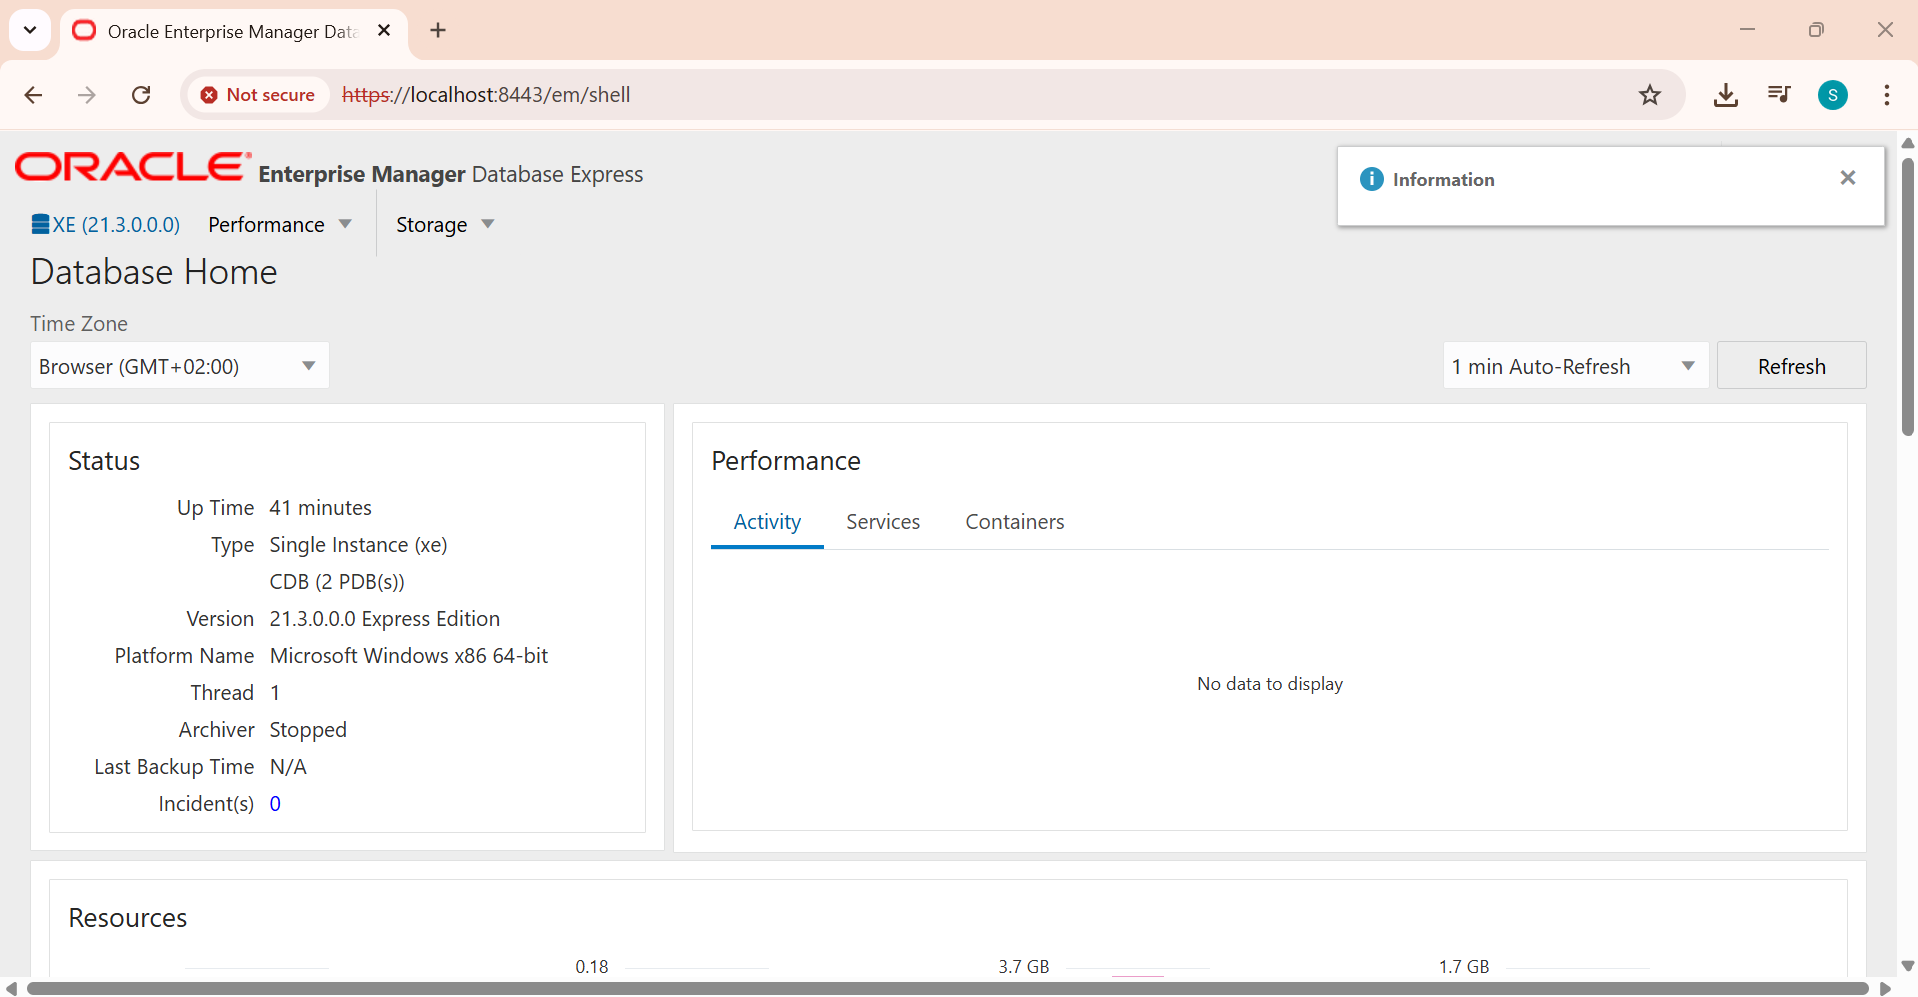 Oracle Enterprise Manager Data
Not secure https://localhost:8443/em/shell
S
ORACLE Enterprise Manager Database Express
Information
XE (21.3.0.0.0) Performance Storage
Database Home
Time Zone
Browser (GMT+02:00)
1 min Auto-Refresh
Refresh
Status
Up Time 41 minutes
Type Single Instance (xe)
CDB (2 PDB(s))
Version 21.3.0.0.0 Express Edition
Platform Name Microsoft Windows x86 64-bit
Thread 1
Archiver Stopped
Last Backup Time N/A
Incident(s) 0
Performance
Activity Services Containers
No data to display
Resources
0.18 3.7 GB 1.7 GB